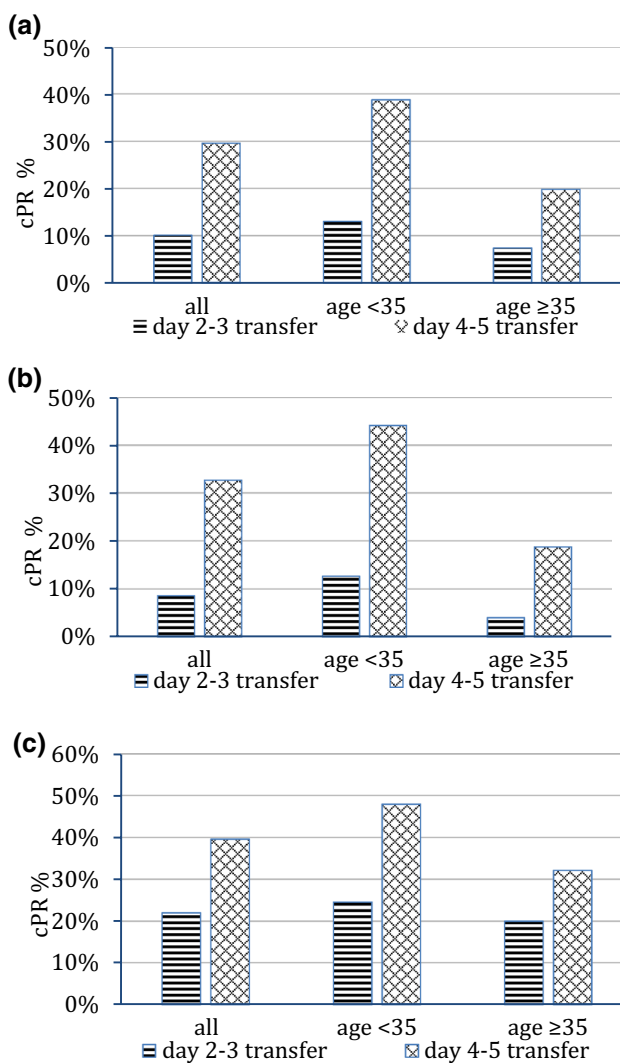 (a)
50%
40%
30%
20%
10%
0%
cPR %
all age <35 age ≥35
day 2-3 transfer day 4-5 transfer
(b)
50%
40%
30%
20%
10%
0%
cPR %
all age <35 age ≥35
day 2-3 transfer day 4-5 transfer
(c)
60%
50%
40%
30%
20%
10%
0%
cPR %
all age <35 age ≥35
day 2-3 transfer day 4-5 transfer